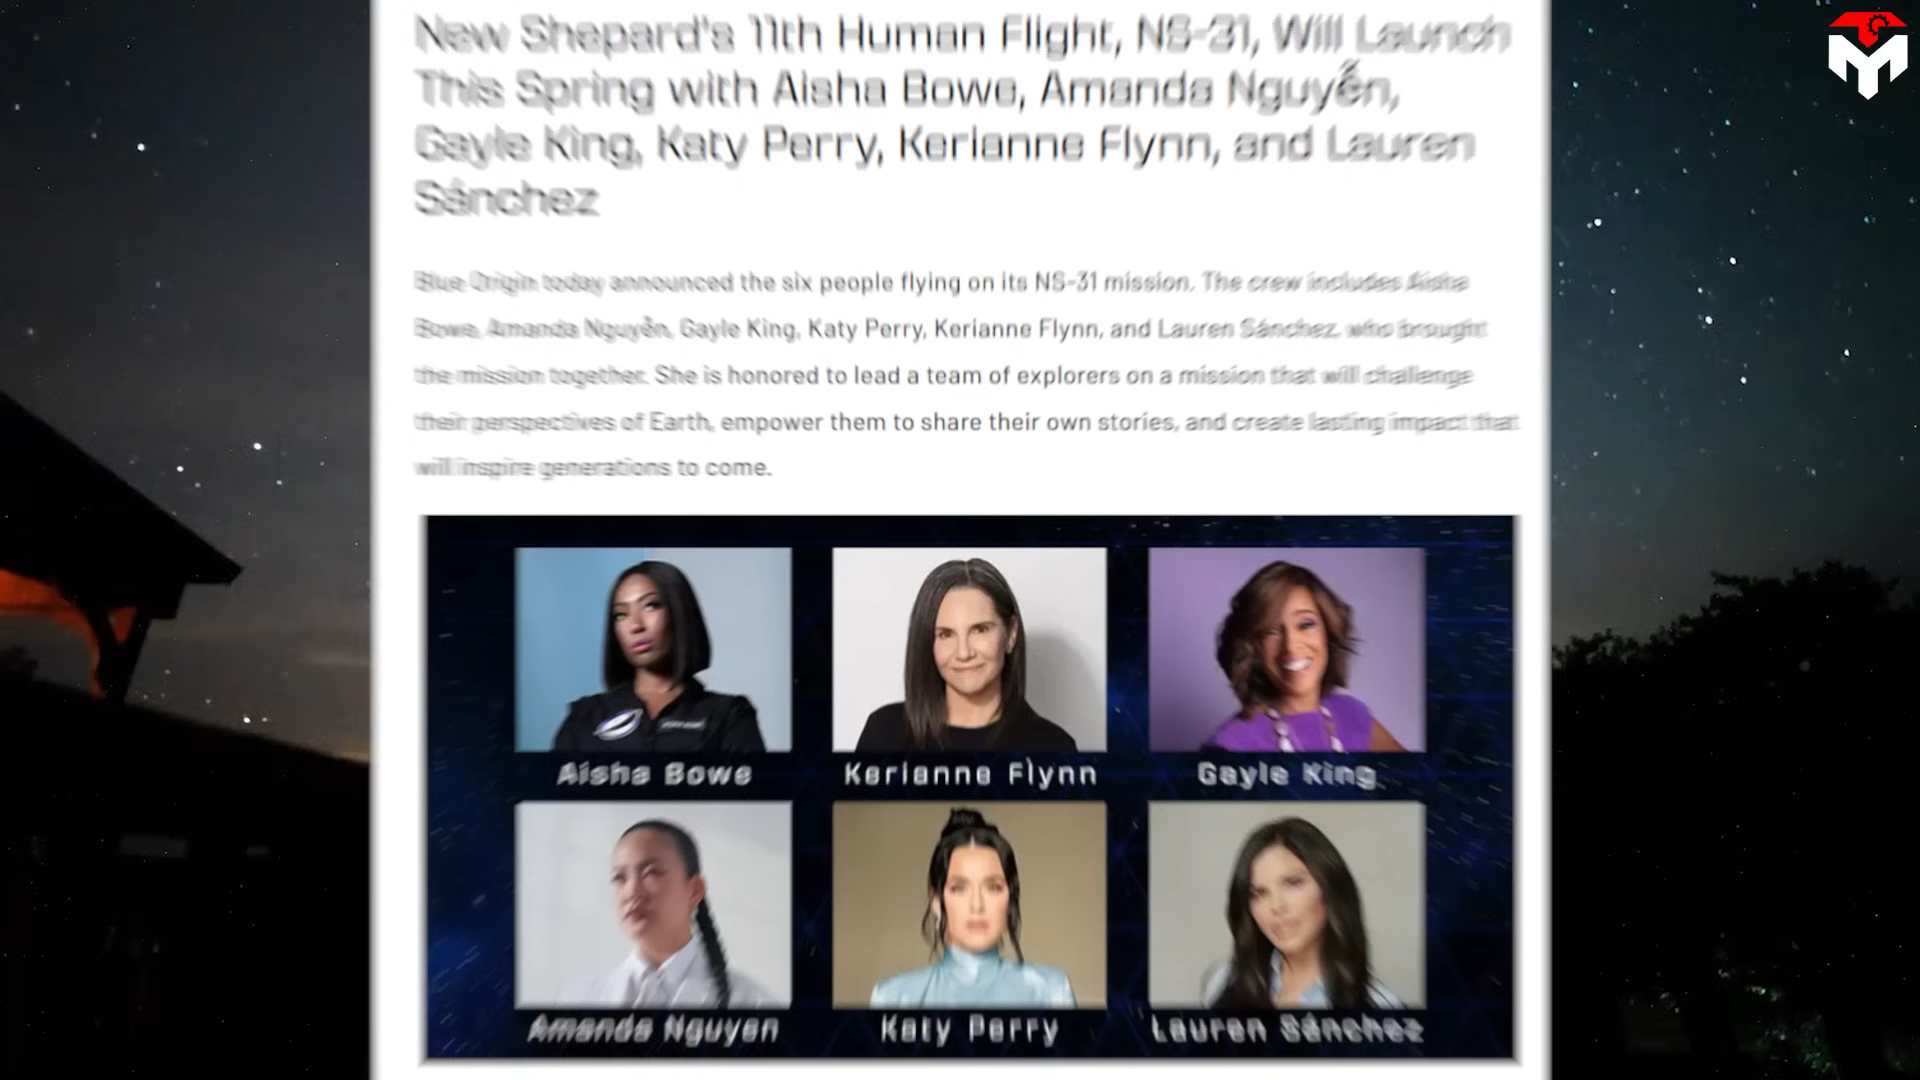 New Shepard's 11th Human Flight, NS-31, Will Launch
This Spring with Aisha Bowe, Amanda Nguyễn,
Gayle King, Katy Perry, Kerianne Flynn, and Lauren
Sánchez
Blue Origin today announced the six people flying on its NS-31 mission. The crew includes Aisha
Bowe, Amanda Nguyễn, Gayle King, Katy Perry, Kerianne Flynn, and Lauren Sánchez, who brought
the mission together. She is honored to lead a team of explorers on a mission that will challenge
their perspectives of Earth, empower them to share their own stories, and create lasting impact that
will inspire generations to come.
Aisha Bowe Kerianne Flynn Gayle King
Amanda Nguyen Katy Perry Lauren Sánchez